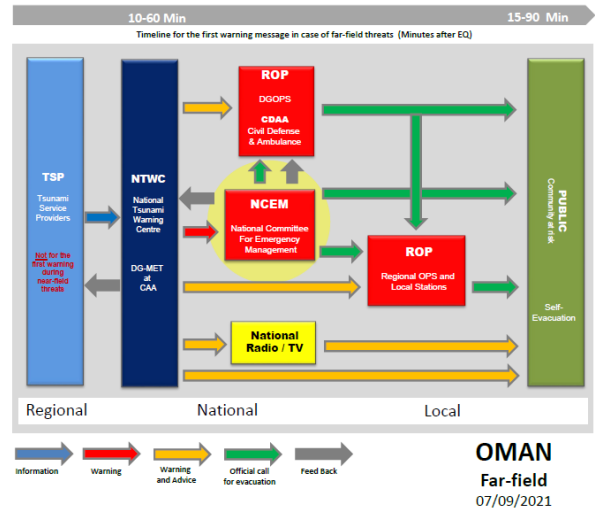 10-60 Min
15-90 Min
Timeline for the first warning message in case of far-field threats (Minutes after EQ)
TSP
Tsunami
Service
Providers
Not for the
first warning
during
near-field
threats
NTWC
National
Tsunami
Warning
Centre
DG-MET
at
CAA
ROP
DGOPS
CDAA
Civil Defense
& Ambulance
NCEM
National Committee
For Emergency
Management
ROP
Regional OPS and
Local Stations
National
Radio / TV
PUBLIC
Community at risk
Self-
Evacuation
Regional
National
Local
Information
Warning
Warning
and Advice
Official call
for evacuation
Feed Back
OMAN
Far-field
07/09/2021